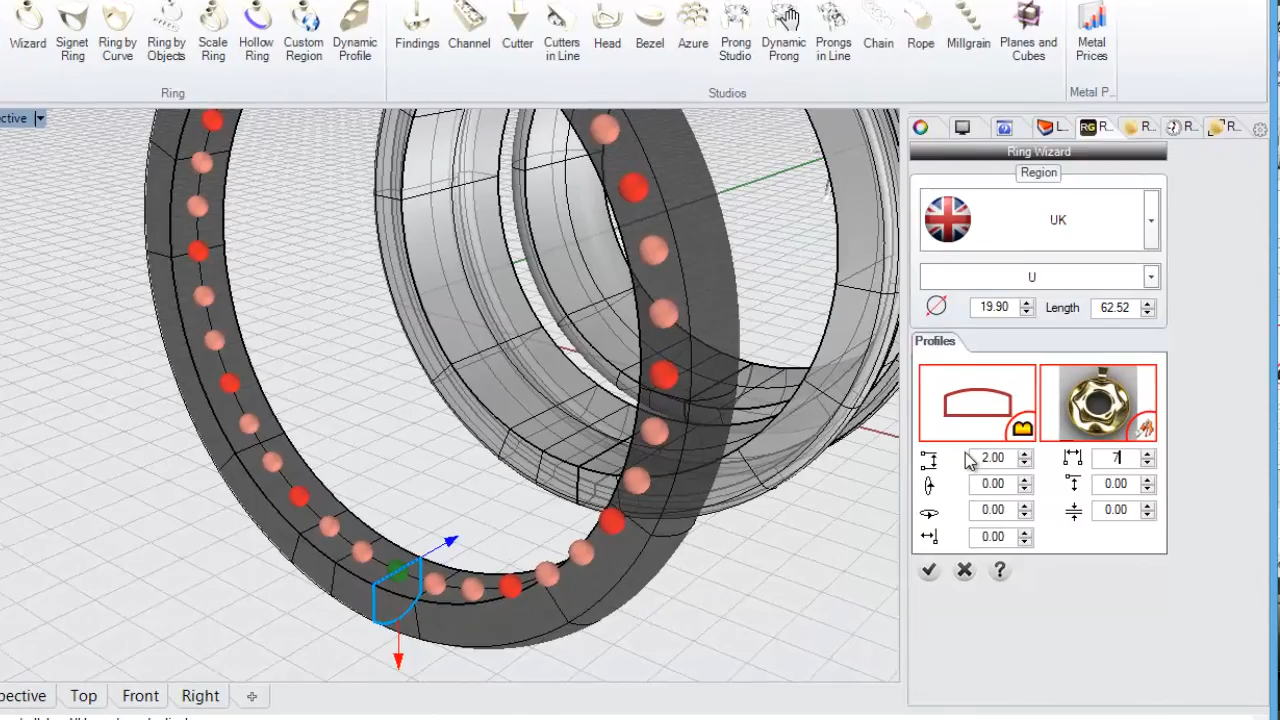 Wizard
Signet Ring
Ring by Curve
Ring by Objects
Scale Ring
Hollow Ring
Custom Region
Dynamic Profile
Findings
Channel
Cutter
Cutters in Line
Head
Bezel
Azure
Prong Studio
Dynamic Prong
Prongs in Line
Chain
Rope
Millgrain
Planes and Cubes
Metal Prices
Ring
Studios
Metal P...
ective
L...
RG R...
R...
R...
R...
Ring Wizard
Region
UK
U
19.90
Length
62.52
Profiles
2.00
7
0.00
0.00
0.00
0.00
0.00
pective
Top
Front
Right